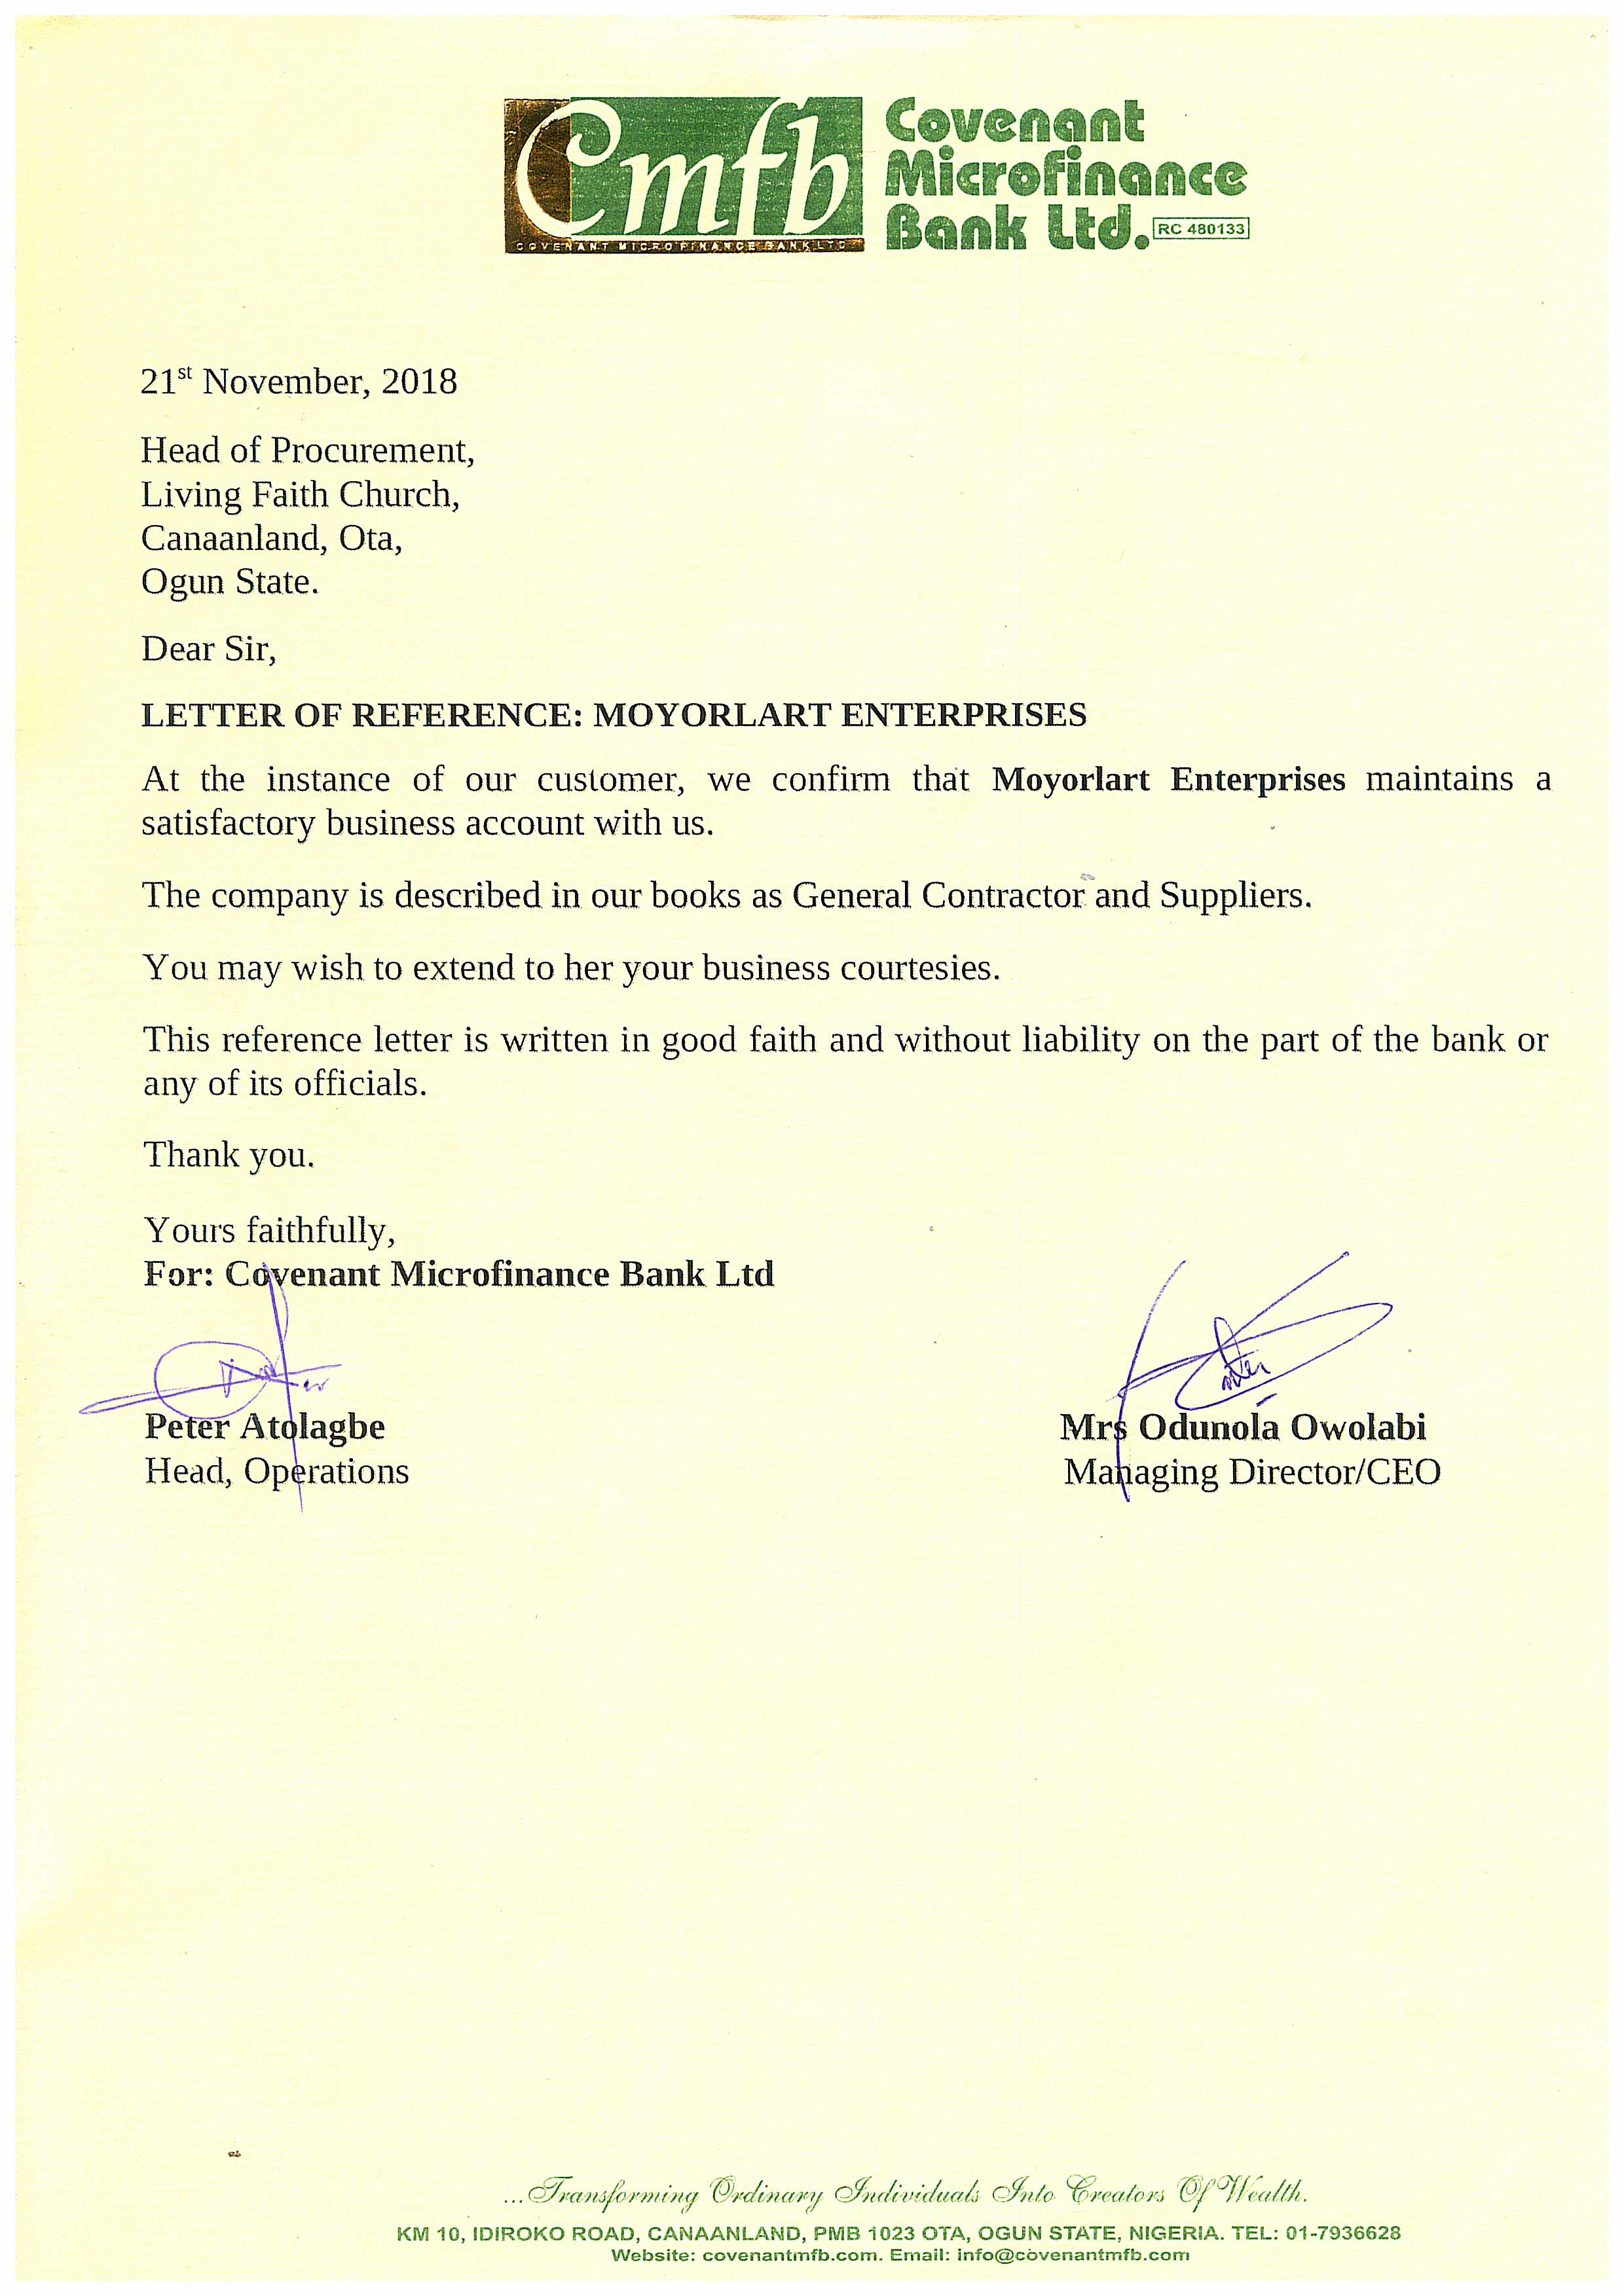 Cmfb
COVENANT MICROFINANCE BANK LTD
Covenant
Microfinance
Bank Ltd.
RC 480133
21st November, 2018
Head of Procurement,
Living Faith Church,
Canaanland, Ota,
Ogun State.
Dear Sir,
LETTER OF REFERENCE: MOYORLART ENTERPRISES
At the instance of our customer, we confirm that Moyorlart Enterprises maintains a
satisfactory business account with us.
The company is described in our books as General Contractor and Suppliers.
You may wish to extend to her your business courtesies.
This reference letter is written in good faith and without liability on the part of the bank or
any of its officials.
Thank you.
Yours faithfully,
For: Covenant Microfinance Bank Ltd
Peter Atolagbe
Head, Operations
Mrs Odunola Owolabi
Managing Director/CEO
...Transforming Ordinary Individuals Into Creators Of Wealth.
KM 10, IDIROKO ROAD, CANAANLAND, PMB 1023 OTA, OGUN STATE, NIGERIA. TEL: 01-7936628
Website: covenantmfb.com. Email: info@covenantmfb.com